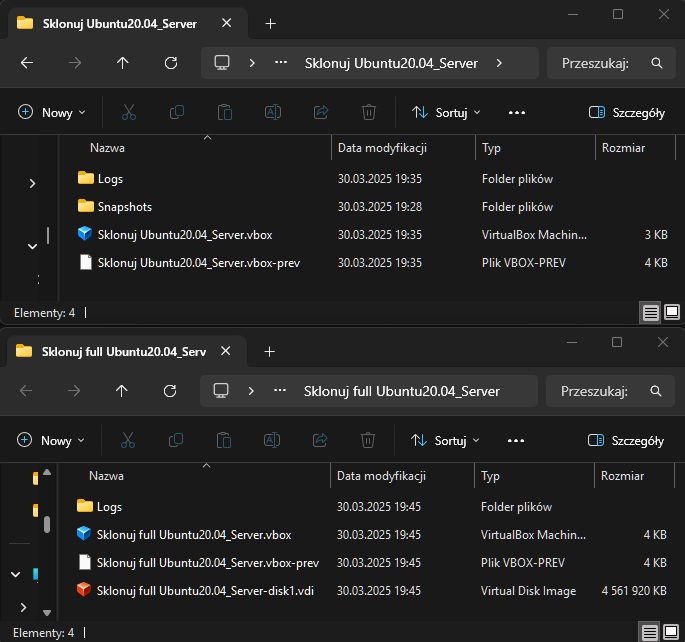 Sklonuj Ubuntu20.04_Server
Sklonuj Ubuntu20.04_Server
Przeszukaj:
Nowy
Sortuj
Szczegóły
Nazwa Data modyfikacji Typ Rozmiar
Logs 30.03.2025 19:35 Folder plików
Snapshots 30.03.2025 19:28 Folder plików
Sklonuj Ubuntu20.04_Server.vbox 30.03.2025 19:35 VirtualBox Machin... 3 KB
Sklonuj Ubuntu20.04_Server.vbox-prev 30.03.2025 19:35 Plik VBOX-PREV 4 KB
Elementy: 4
Sklonuj full Ubuntu20.04_Serv
Sklonuj full Ubuntu20.04_Server
Przeszukaj:
Nowy
Sortuj
Szczegóły
Nazwa Data modyfikacji Typ Rozmiar
Logs 30.03.2025 19:45 Folder plików
Sklonuj full Ubuntu20.04_Server.vbox 30.03.2025 19:45 VirtualBox Machin... 4 KB
Sklonuj full Ubuntu20.04_Server.vbox-prev 30.03.2025 19:45 Plik VBOX-PREV 4 KB
Sklonuj full Ubuntu20.04_Server-disk1.vdi 30.03.2025 19:45 Virtual Disk Image 4 561 920 KB
Elementy: 4